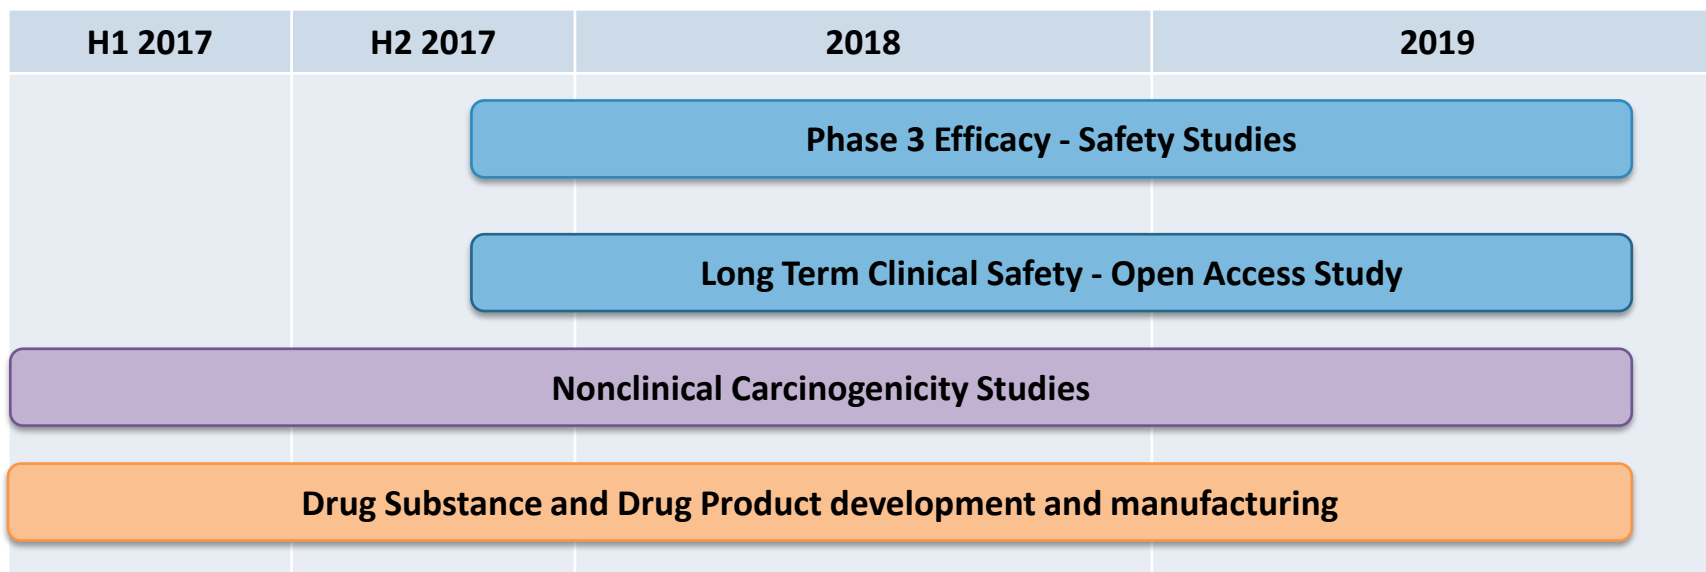 H1 2017 H2 2017 2018 2019
Phase 3 Efficacy - Safety Studies
Long Term Clinical Safety - Open Access Study
Nonclinical Carcinogenicity Studies
Drug Substance and Drug Product development and manufacturing